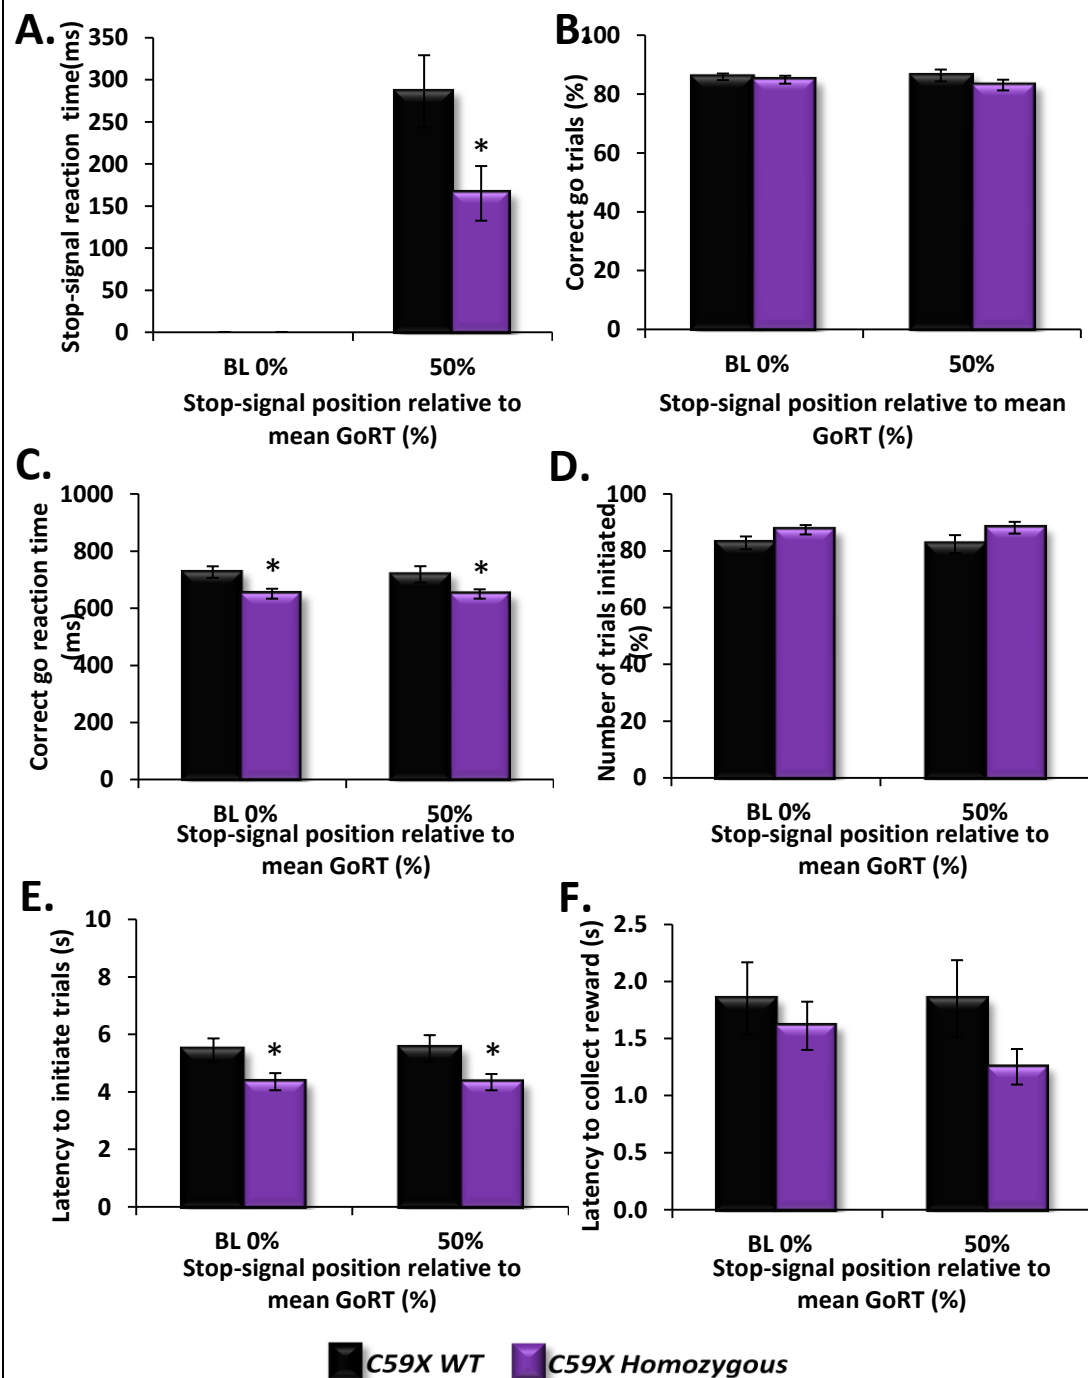 A.
Stop-signal reaction time(ms)
350
300
250
200
150
100
50
0
*
BL 0%
50%
Stop-signal position relative to
mean GoRT (%)
B.
Correct go trials (%)
100
80
60
40
20
0
BL 0%
50%
Stop-signal position relative to mean
GoRT (%)
C.
Correct go reaction time
(ms)
1000
800
600
400
200
0
*
*
BL 0%
50%
Stop-signal position relative to
mean GoRT (%)
D.
Number of trials initiated
(%)
100
80
60
40
20
0
BL 0%
50%
Stop-signal position relative to
mean GoRT (%)
E.
Latency to initiate trials (s)
10
8
6
4
2
0
*
*
BL 0%
50%
Stop-signal position relative to
mean GoRT (%)
F.
Latency to collect reward (s)
2.5
2.0
1.5
1.0
0.5
0.0
BL 0%
50%
Stop-signal position relative to
mean GoRT (%)
C59X WT
C59X Homozygous